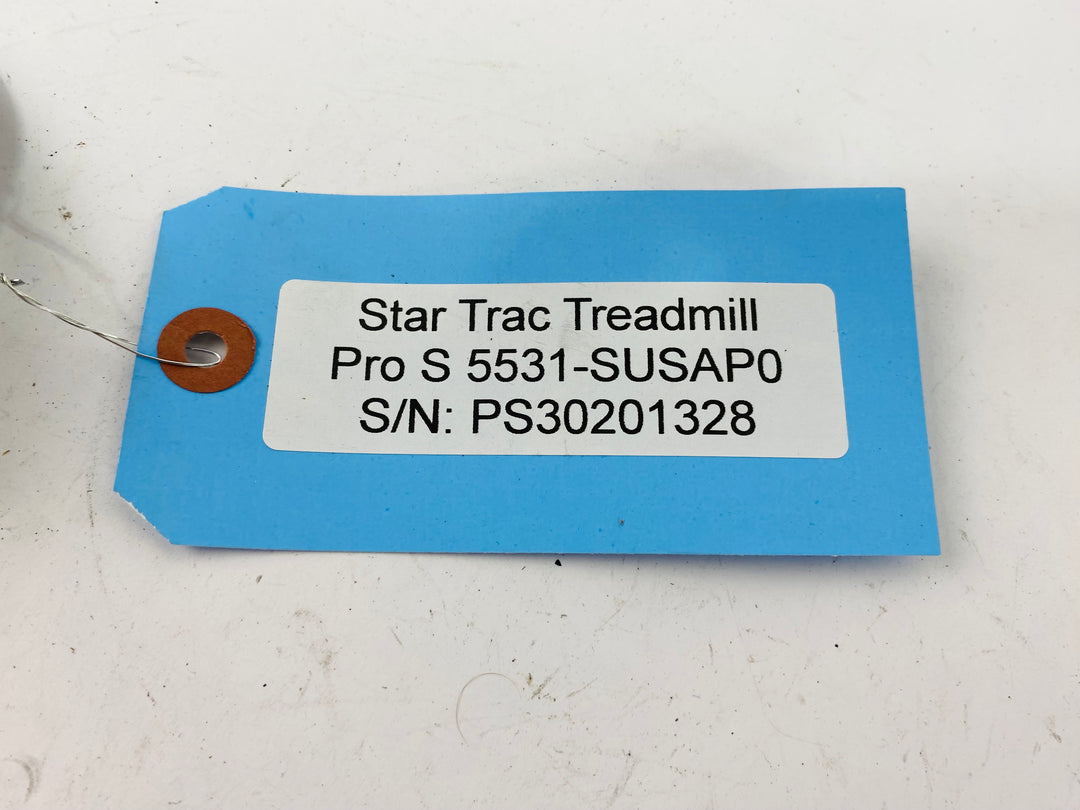 Star Trac Treadmill
Pro S 5531-SUSAP0
S/N: PS30201328